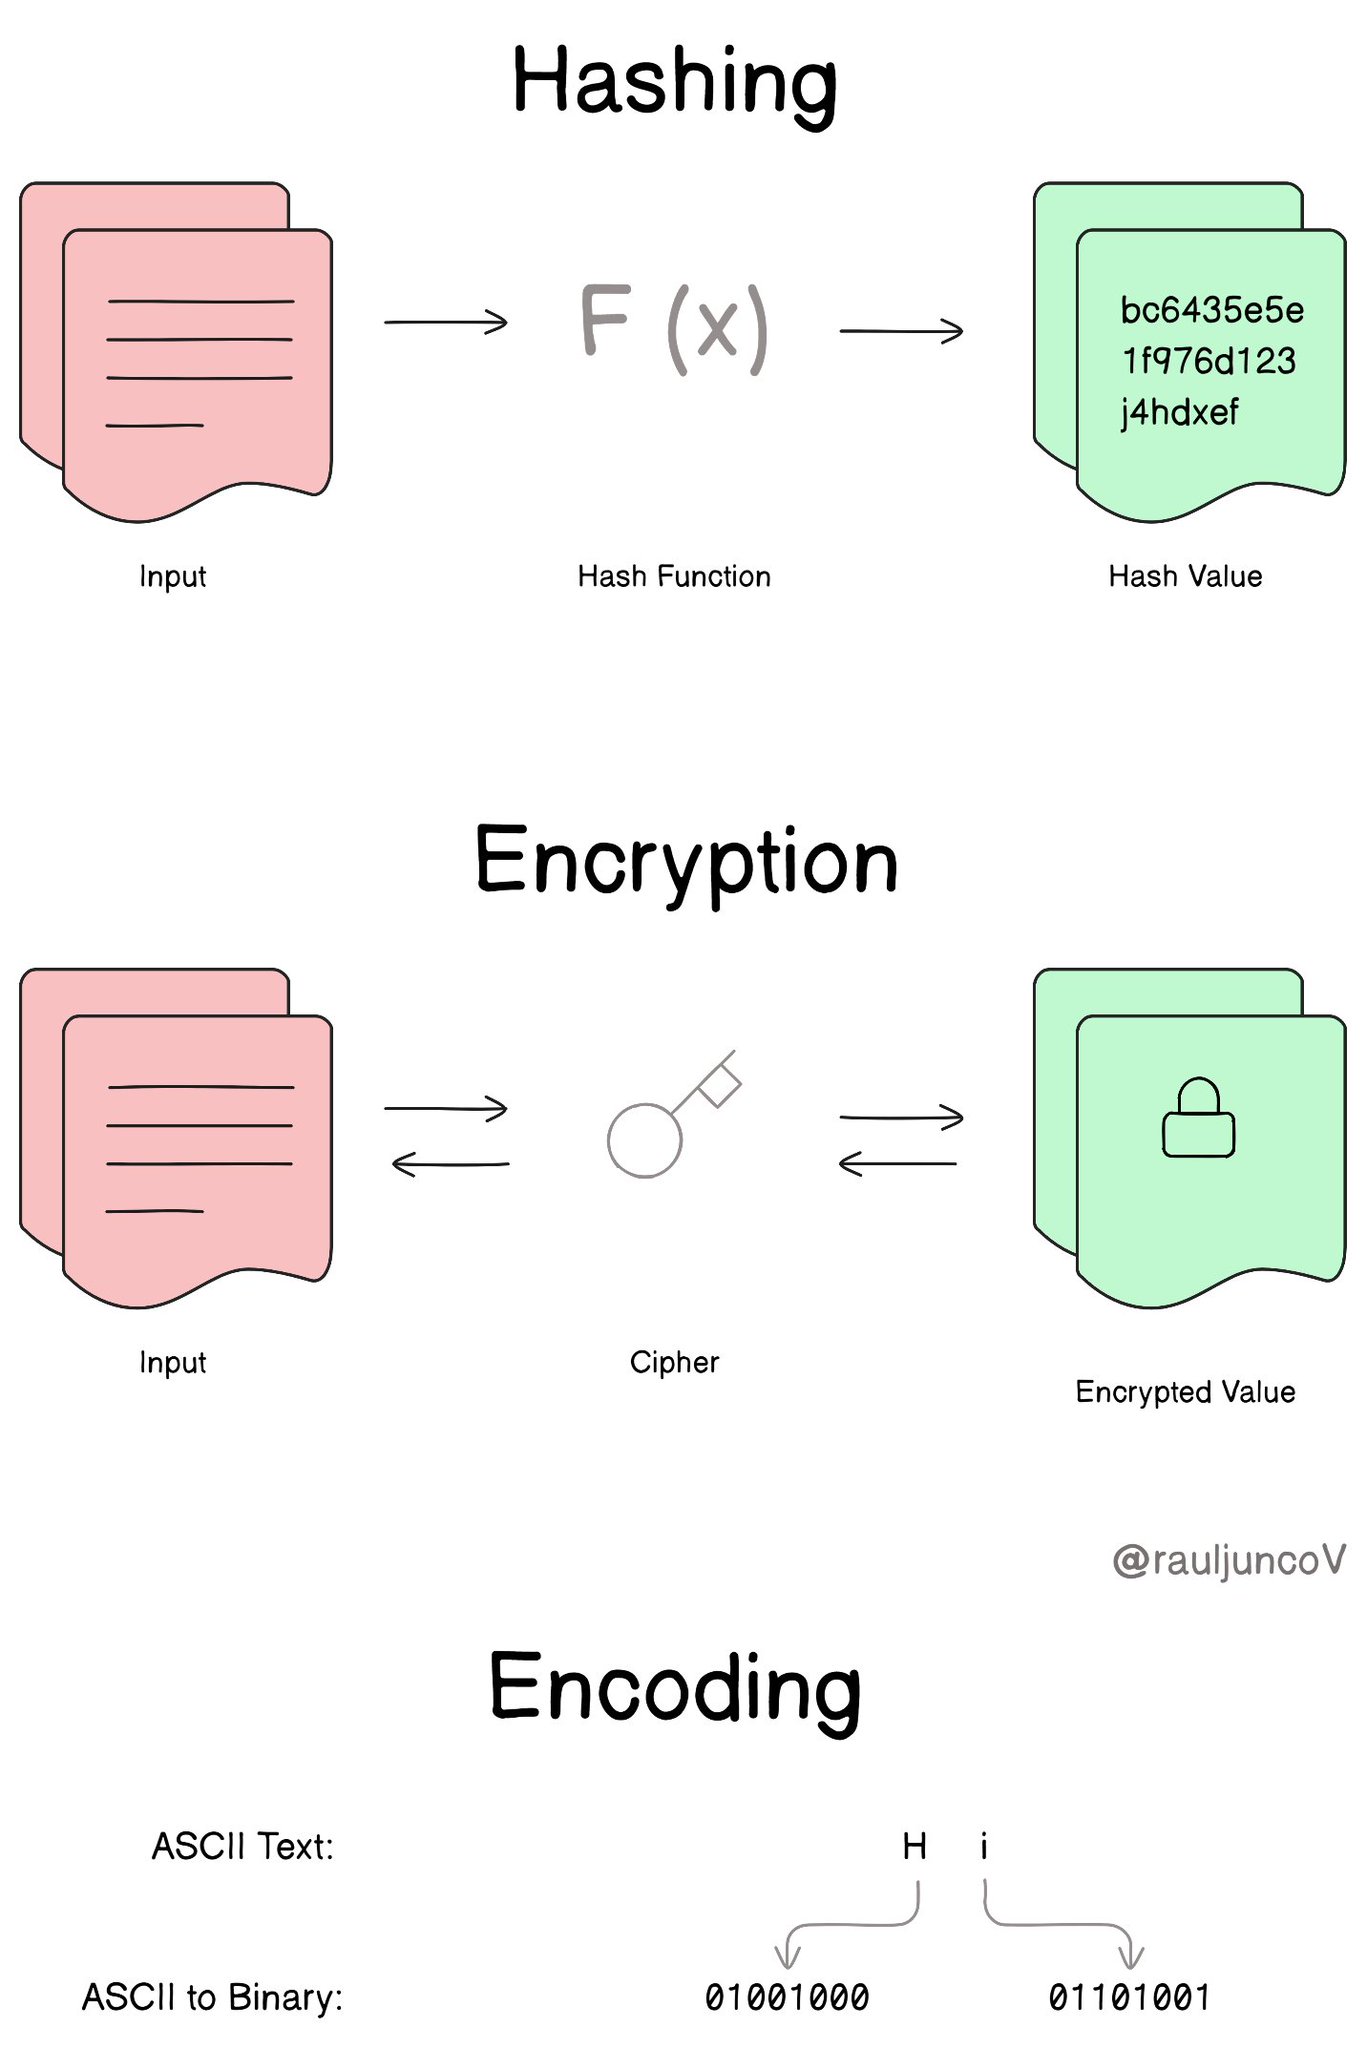 Hashing
F (x)
bc6435e5e
1f976d123
j4hdxef
Input
Hash Function
Hash Value
Encryption
Input
Cipher
Encrypted Value
@rauljuncoV
Encoding
ASCII Text:
H i
ASCII to Binary:
01001000 01101001